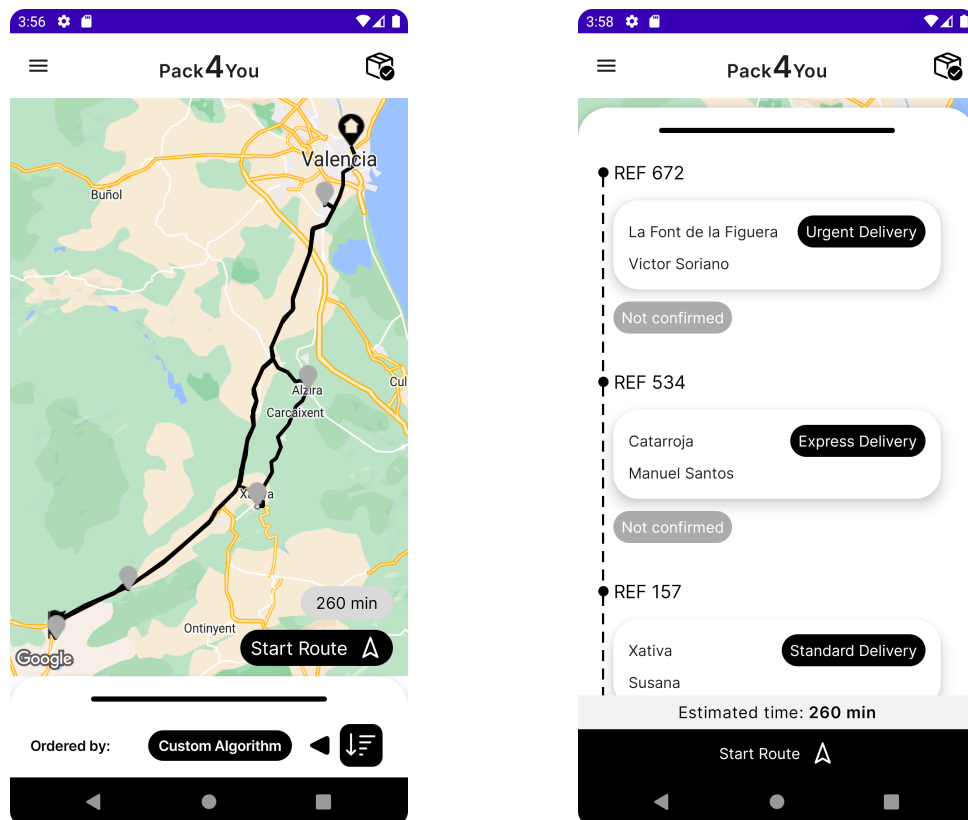 3:56
Pack4You
Valencia
Buñol
Alzira
Cul
Carcaixent
Xativa
260 min
Ontinyent
Start Route
Google
Ordered by: Custom Algorithm
3:58
Pack4You
REF 672
La Font de la Figuera Urgent Delivery
Victor Soriano
Not confirmed
REF 534
Catarroja Express Delivery
Manuel Santos
Not confirmed
REF 157
Xativa Standard Delivery
Susana
Estimated time: 260 min
Start Route